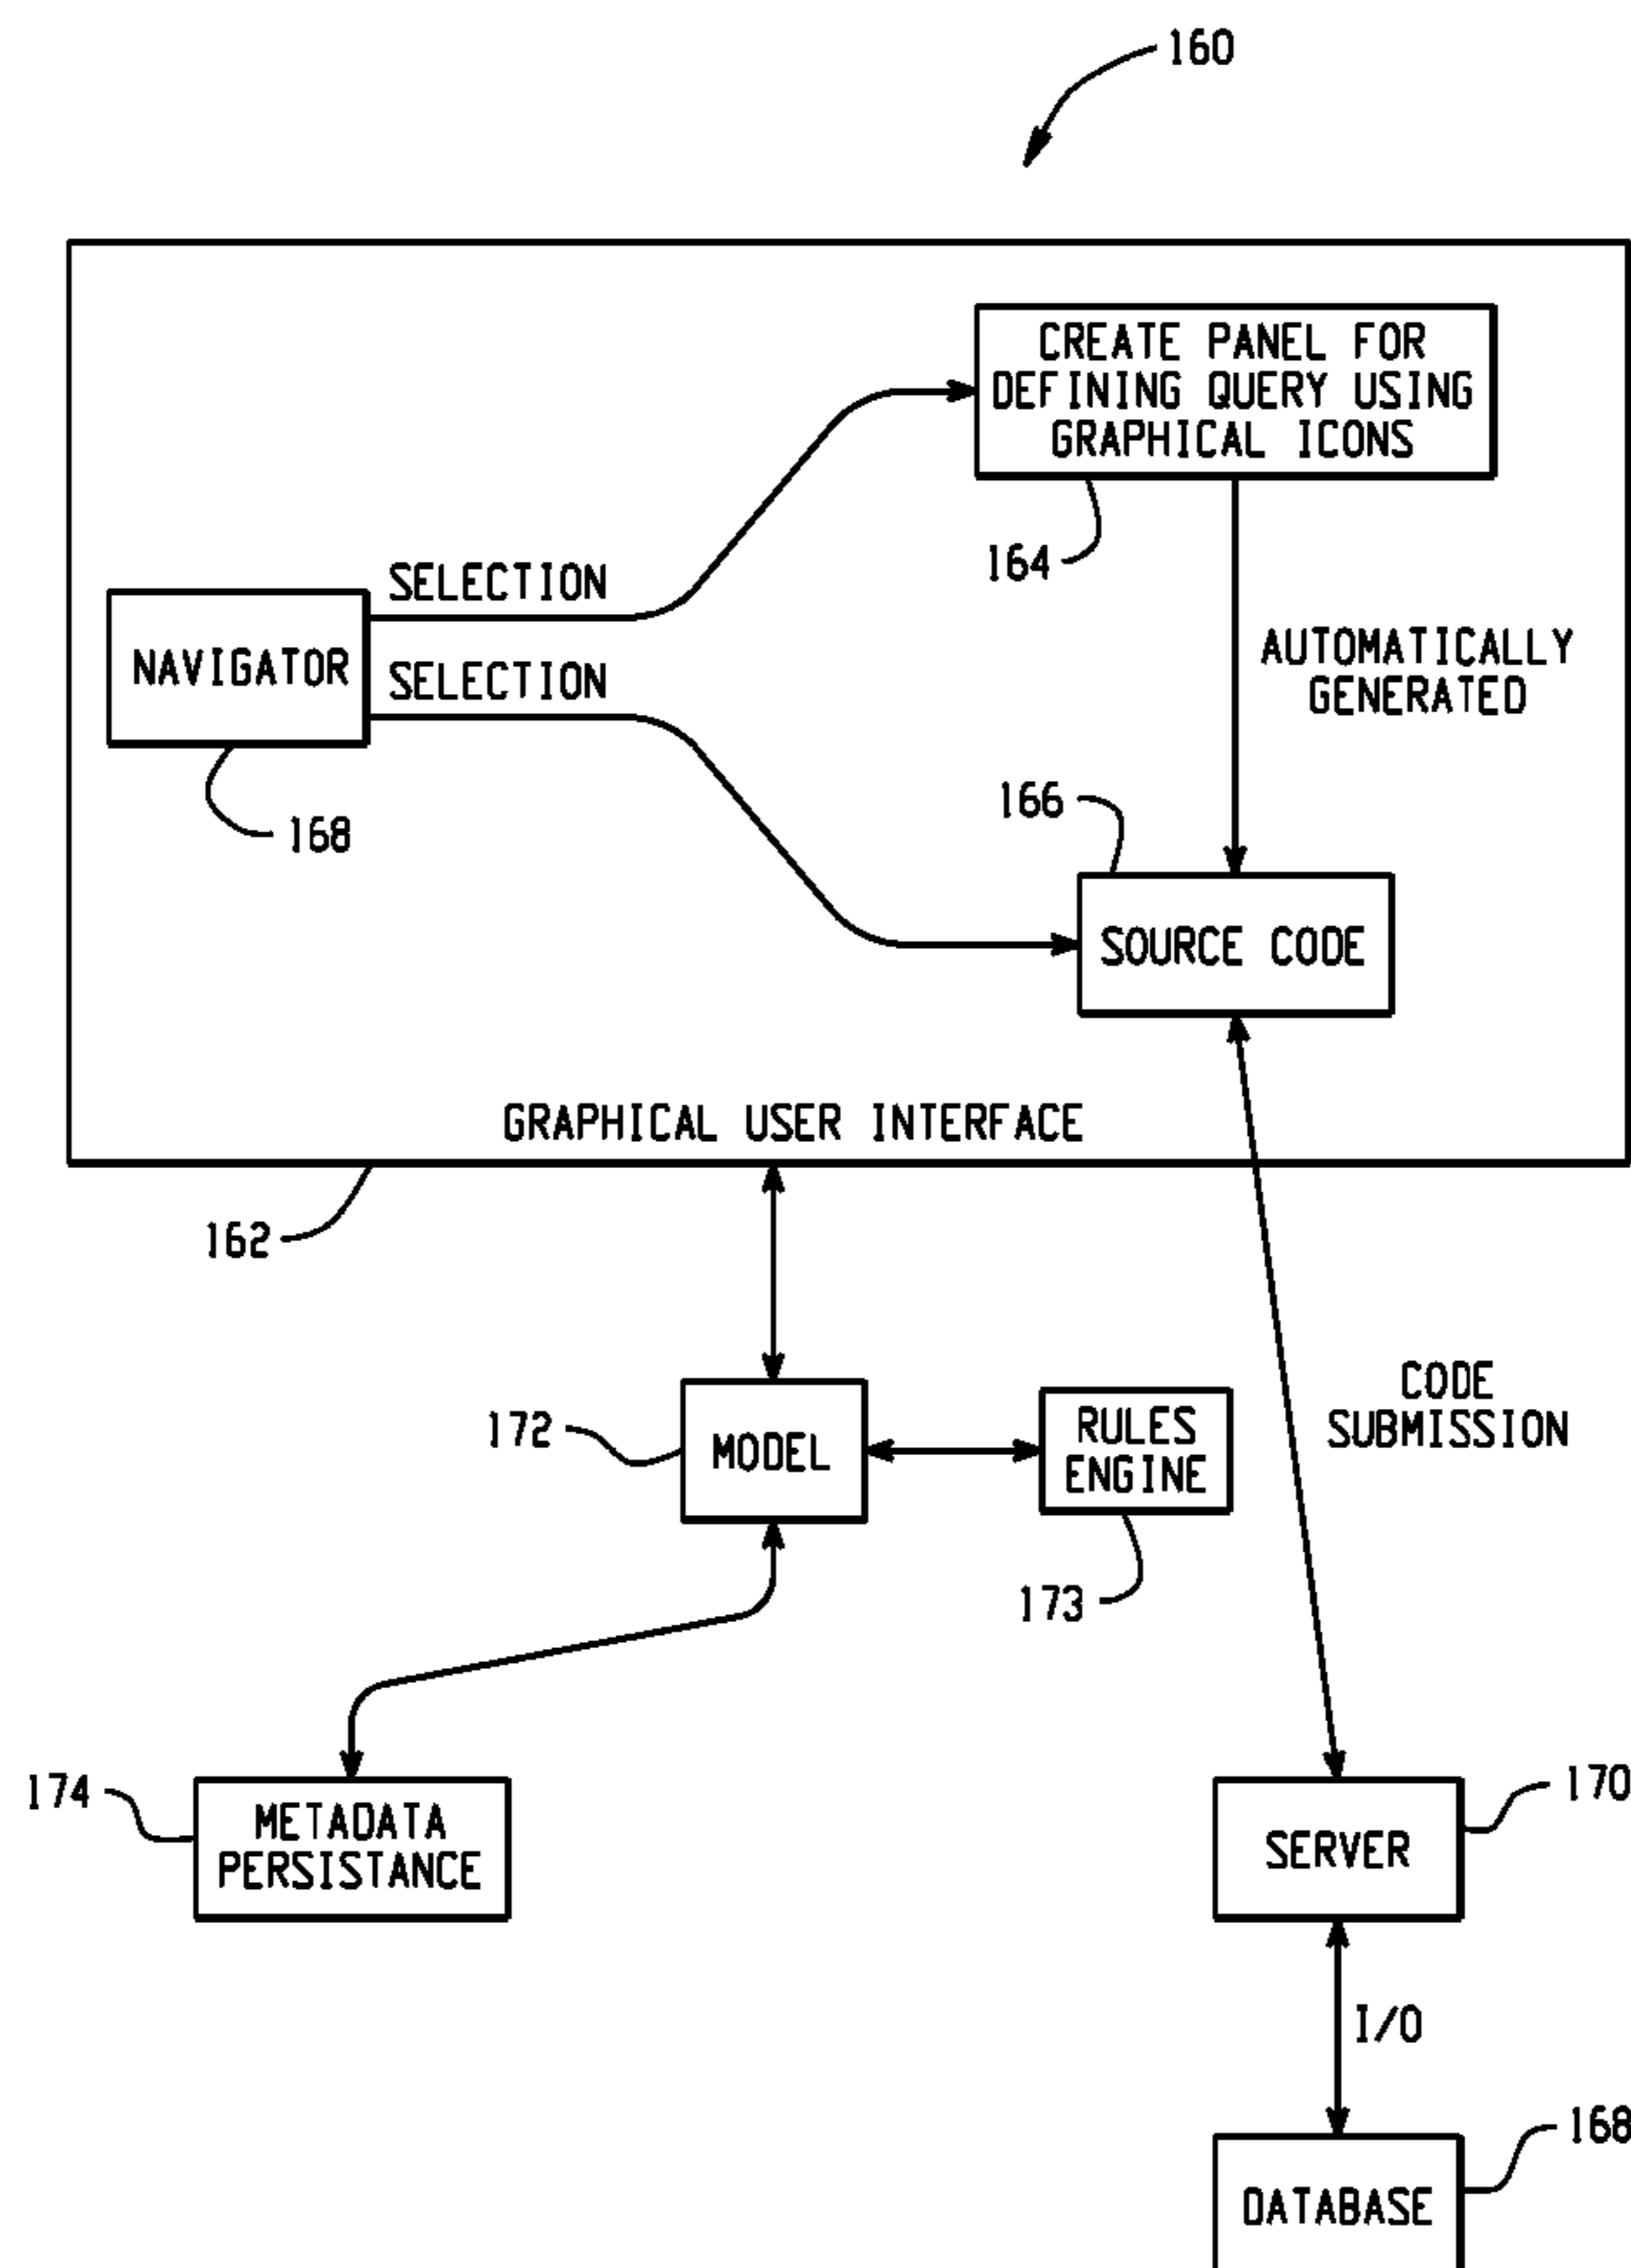 160
CREATE PANEL FOR
DEFINING QUERY USING
GRAPHICAL ICONS
164
SELECTION
NAVIGATOR
SELECTION
168
AUTOMATICALLY
GENERATED
166
SOURCE CODE
GRAPHICAL USER INTERFACE
162
172
MODEL
RULES
ENGINE
173
CODE
SUBMISSION
174
METADATA
PERSISTANCE
170
SERVER
I/O
168
DATABASE